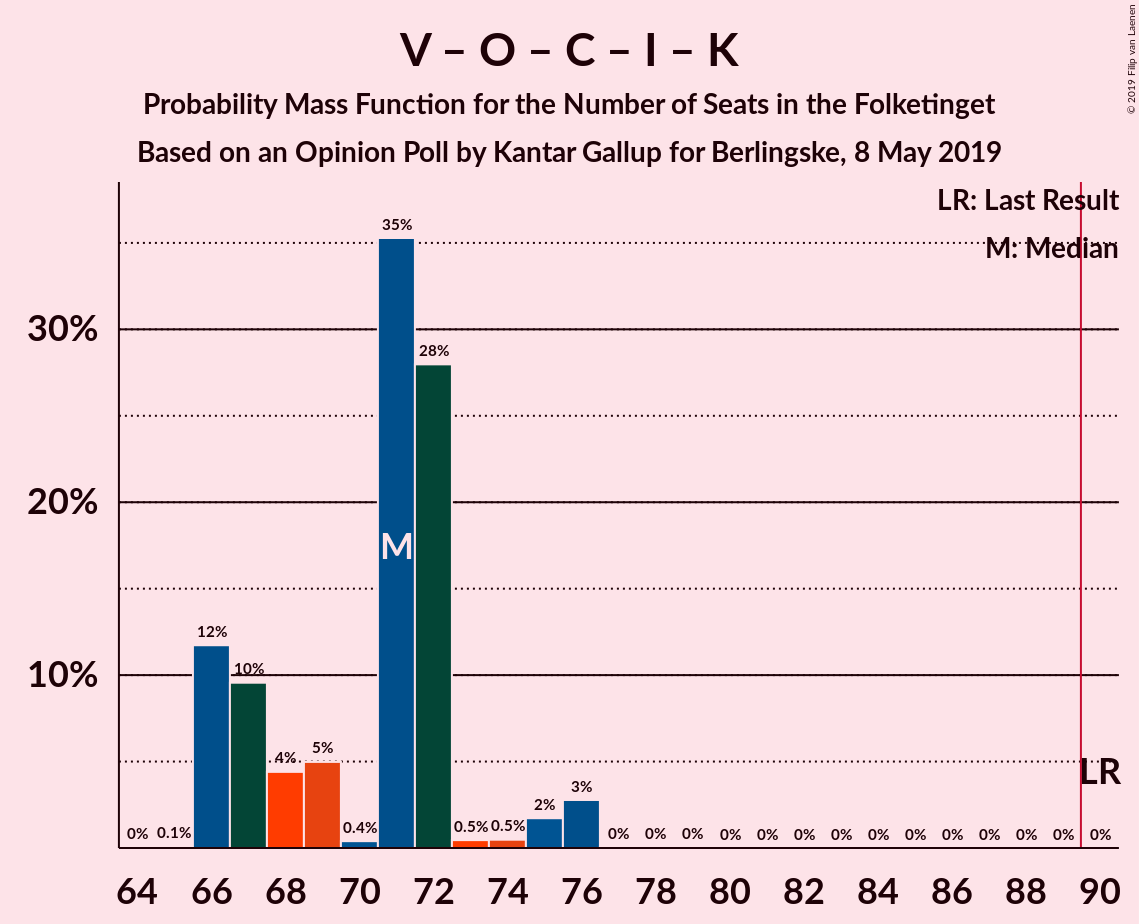 V – O – C – I – K
Probability Mass Function for the Number of Seats in the Folketinget
Based on an Opinion Poll by Kantar Gallup for Berlingske, 8 May 2019
© 2019 Filip van Laenen
LR: Last Result
M: Median
35%
30%
28%
20%
M
12%
10%
10%
5%
4%
LR
3%
2%
0% 0.1% 0.4% 0.5% 0.5% 0% 0% 0% 0% 0% 0% 0% 0% 0% 0% 0% 0% 0% 0%
64 66 68 70 72 74 76 78 80 82 84 86 88 90